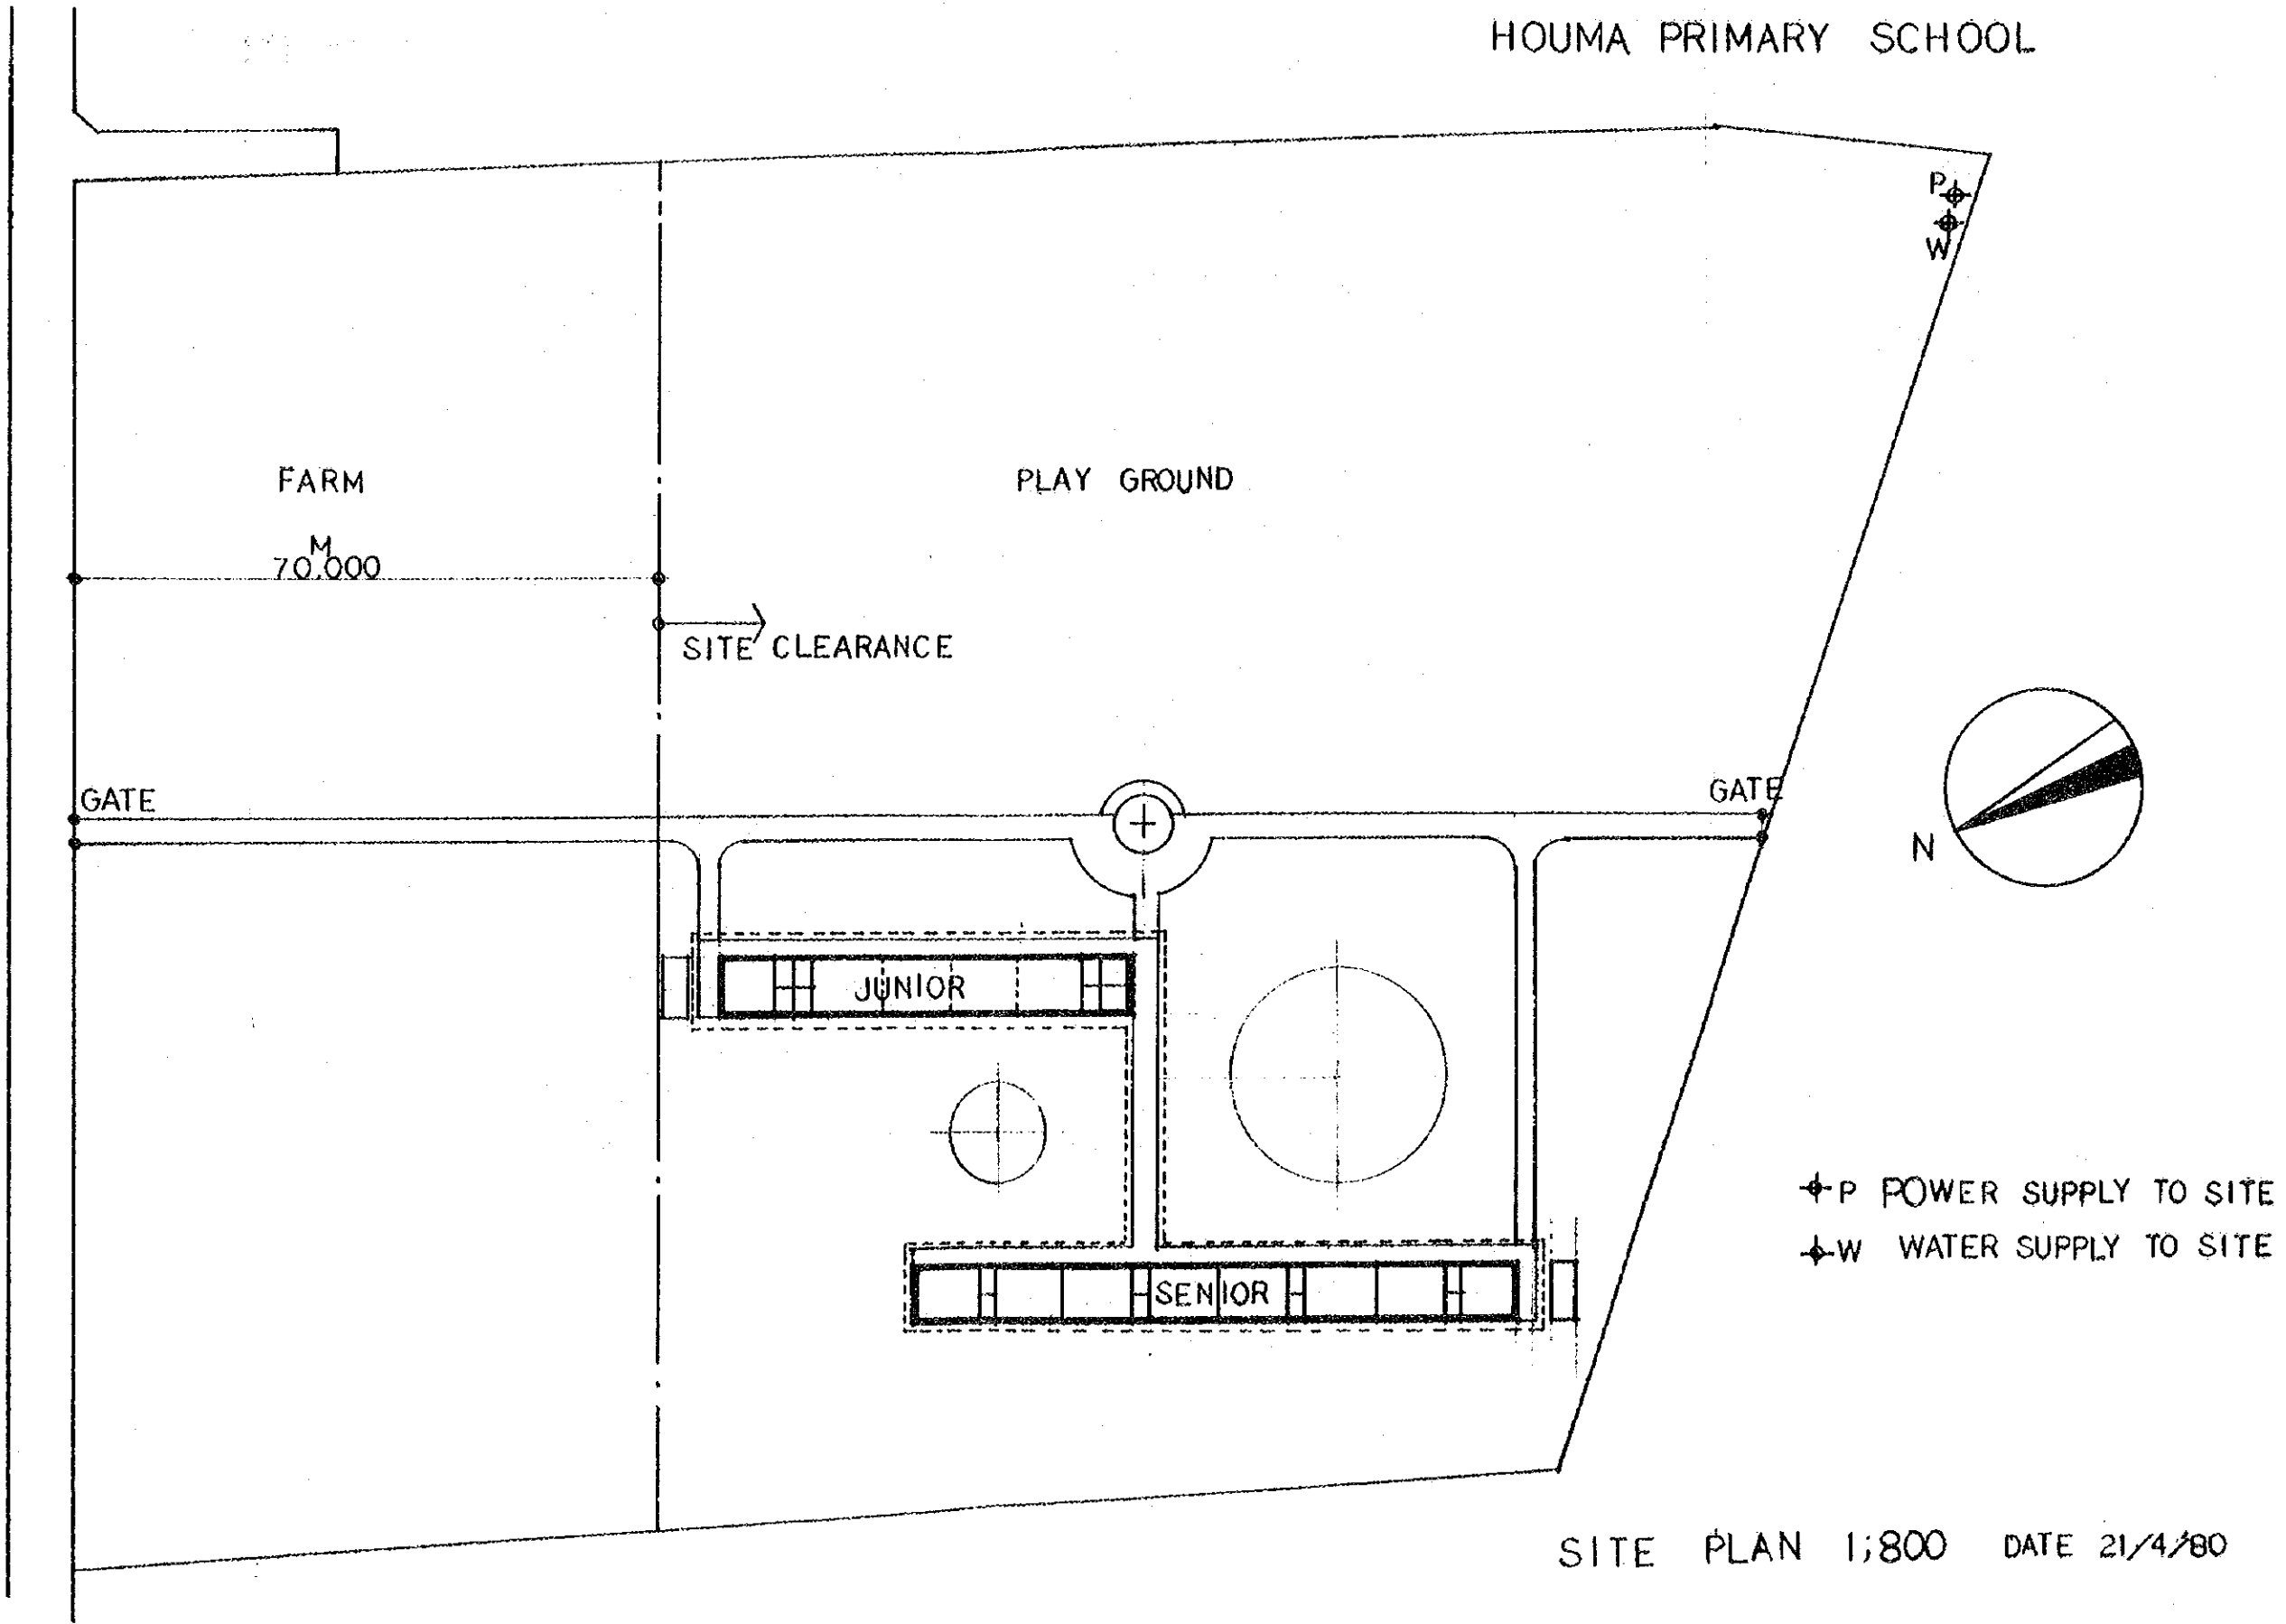 HOUMA PRIMARY SCHOOL
P
W
FARM
PLAY GROUND
M
70.000
SITE CLEARANCE
GATE
GATE
N
JUNIOR
P POWER SUPPLY TO SITE
W WATER SUPPLY TO SITE
SENIOR
SITE PLAN 1;800 DATE 21/4/80